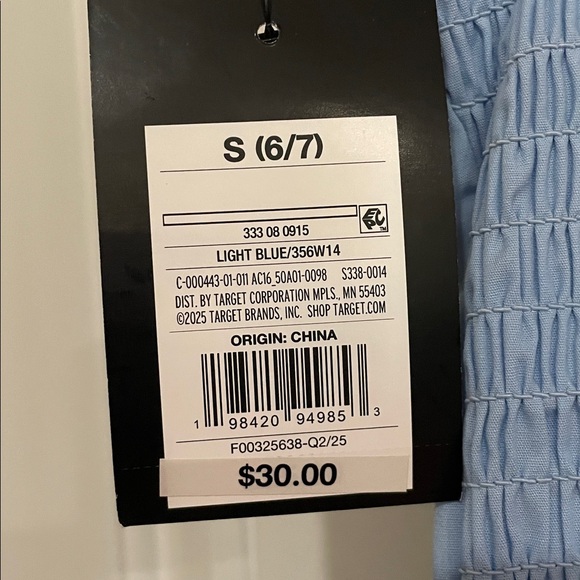 S (6/7)
333 08 0915
EPC™
LIGHT BLUE/356W14
C-000443-01-011 AC16_50A01-0098 S338-0014
DIST. BY TARGET CORPORATION MPLS., MN 55403
©2025 TARGET BRANDS, INC. SHOP TARGET.COM
ORIGIN: CHINA
1 98420 94985 3
F00325638-Q2/25
$30.00